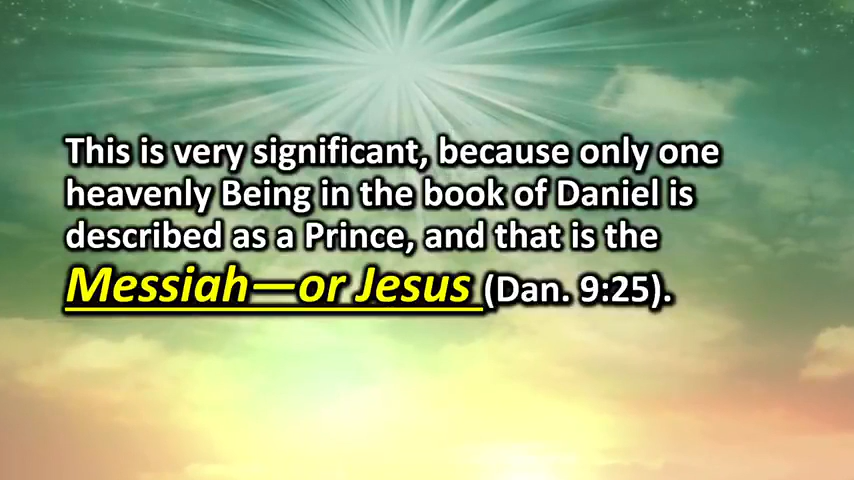 This is very significant, because only one
heavenly Being in the book of Daniel is
described as a Prince, and that is the
Messiah—or Jesus (Dan. 9:25).